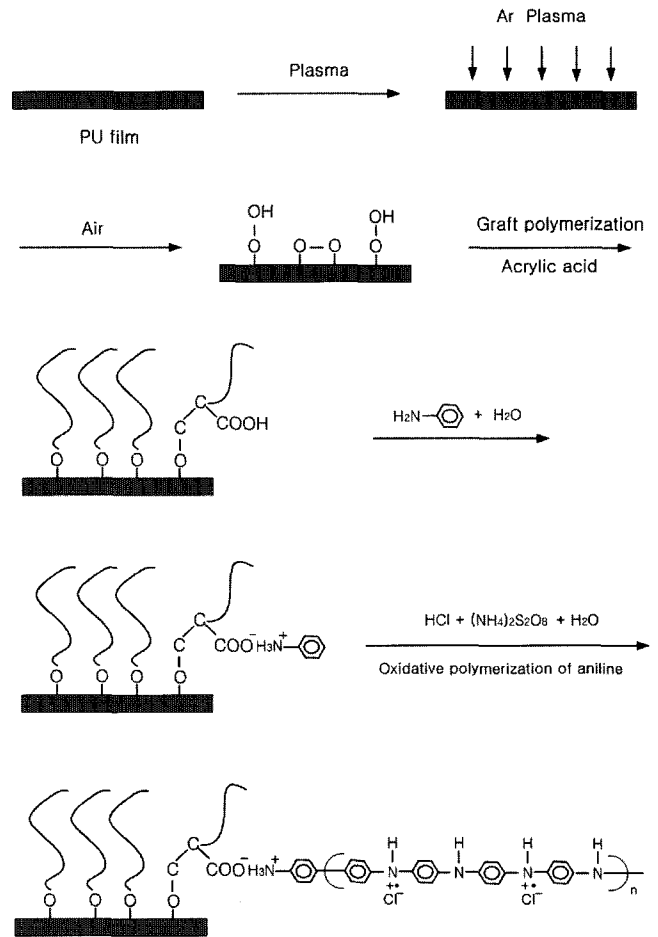 Ar Plasma
Plasma
PU film
Air
OH
O
O–O
OH
O
Graft polymerization
Acrylic acid
C
C
COOH
O O O O
H2N– + H2O
C
C
COO⁻H3N⁺–
O O O O
HCl + (NH4)2S2O8 + H2O
Oxidative polymerization of aniline
C
C
COO⁻H3N⁺–
O O O O
H H H H
N N N N
+• +•
Cl⁻ Cl⁻
n